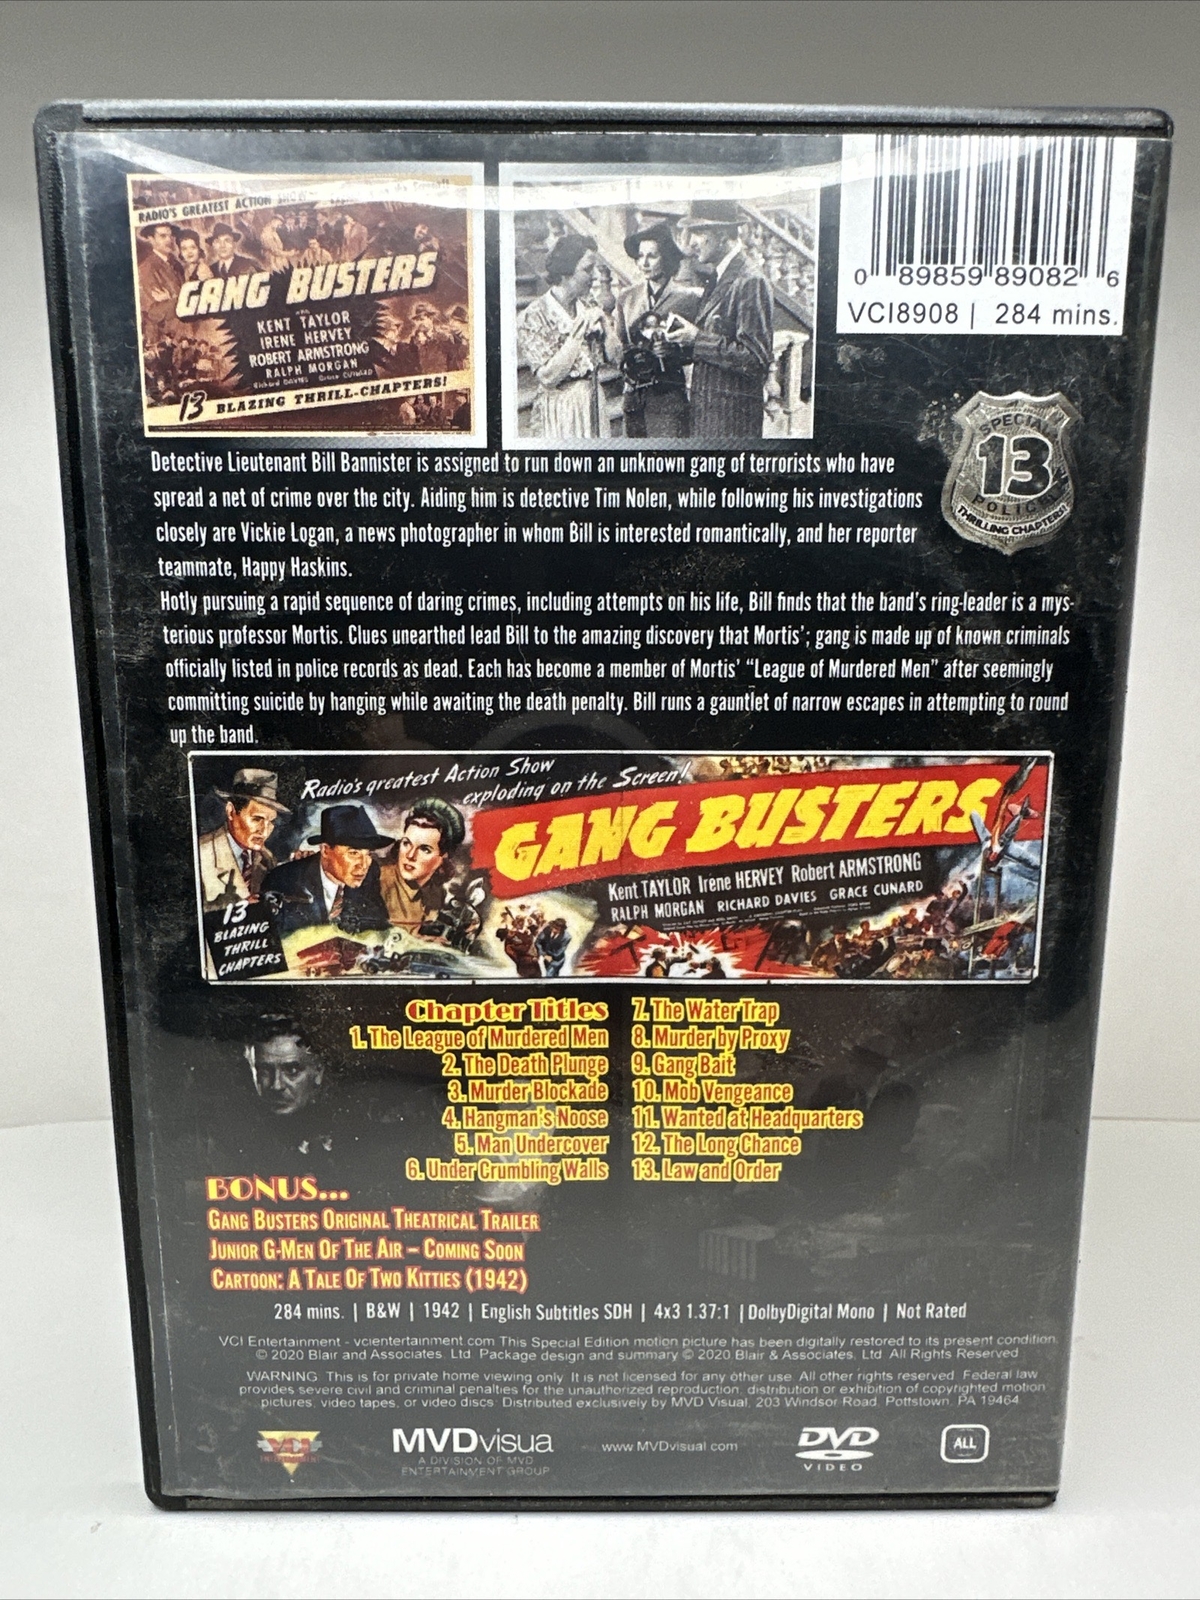 RADIO'S GREATEST ACTION SHOW
GANG BUSTERS
KENT TAYLOR
IRENE HERVEY
ROBERT ARMSTRONG
RALPH MORGAN
Richard DAVIES Grace CUNARD
13 BLAZING THRILL-CHAPTERS!
0 89859 89082 6
VCI8908 | 284 mins.
SPECIAL
13
POLICE
THRILLING CHAPTERS!
Detective Lieutenant Bill Bannister is assigned to run down an unknown gang of terrorists who have
spread a net of crime over the city. Aiding him is detective Tim Nolen, while following his investigations
closely are Vickie Logan, a news photographer in whom Bill is interested romantically, and her reporter
teammate, Happy Haskins.
Hotly pursuing a rapid sequence of daring crimes, including attempts on his life, Bill finds that the band's ring-leader is a mys-
terious professor Mortis. Clues unearthed lead Bill to the amazing discovery that Mortis'; gang is made up of known criminals
officially listed in police records as dead. Each has become a member of Mortis' “League of Murdered Men” after seemingly
committing suicide by hanging while awaiting the death penalty. Bill runs a gauntlet of narrow escapes in attempting to round
up the band.
Radio's greatest Action Show
exploding on the Screen!
GANG BUSTERS
Kent TAYLOR Irene HERVEY Robert ARMSTRONG
RALPH MORGAN RICHARD DAVIES GRACE CUNARD
13
BLAZING
THRILL
CHAPTERS
Chapter Titles
1. The League of Murdered Men
2. The Death Plunge
3. Murder Blockade
4. Hangman's Noose
5. Man Undercover
6. Under Crumbling Walls
7. The Water Trap
8. Murder by Proxy
9. Gang Bait
10. Mob Vengeance
11. Wanted at Headquarters
12. The Long Chance
13. Law and Order
BONUS...
GANG BUSTERS ORIGINAL THEATRICAL TRAILER
JUNIOR G-MEN OF THE AIR – COMING SOON
CARTOON: A TALE OF TWO KITTIES (1942)
284 mins. | B&W | 1942 | English Subtitles SDH | 4x3 1.37:1 | DolbyDigital Mono | Not Rated
VCI Entertainment - vcientertainment.com This Special Edition motion picture has been digitally restored to its present condition.
© 2020 Blair and Associates, Ltd. Package design and summary © 2020 Blair & Associates, Ltd. All Rights Reserved
WARNING: This is for private home viewing only. It is not licensed for any other use. All other rights reserved. Federal law
provides severe civil and criminal penalties for the unauthorized reproduction, distribution or exhibition of copyrighted motion
pictures, video tapes, or video discs. Distributed exclusively by MVD Visual, 203 Windsor Road, Pottstown, PA 19464
VCI
ENTERTAINMENT
MVDvisua
A DIVISION OF MVD
ENTERTAINMENT GROUP
www.MVDvisual.com
DVD
VIDEO
ALL